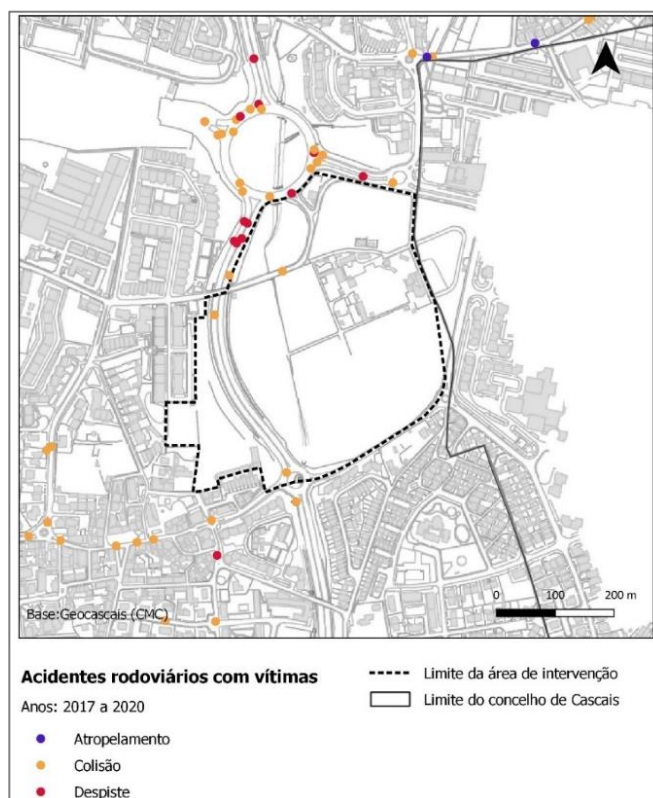 Base:Geocascais (CMC)
0 100 200 m
Acidentes rodoviários com vítimas
Anos: 2017 a 2020
Atropelamento
Colisão
Despiste
Limite da área de intervenção
Limite do concelho de Cascais